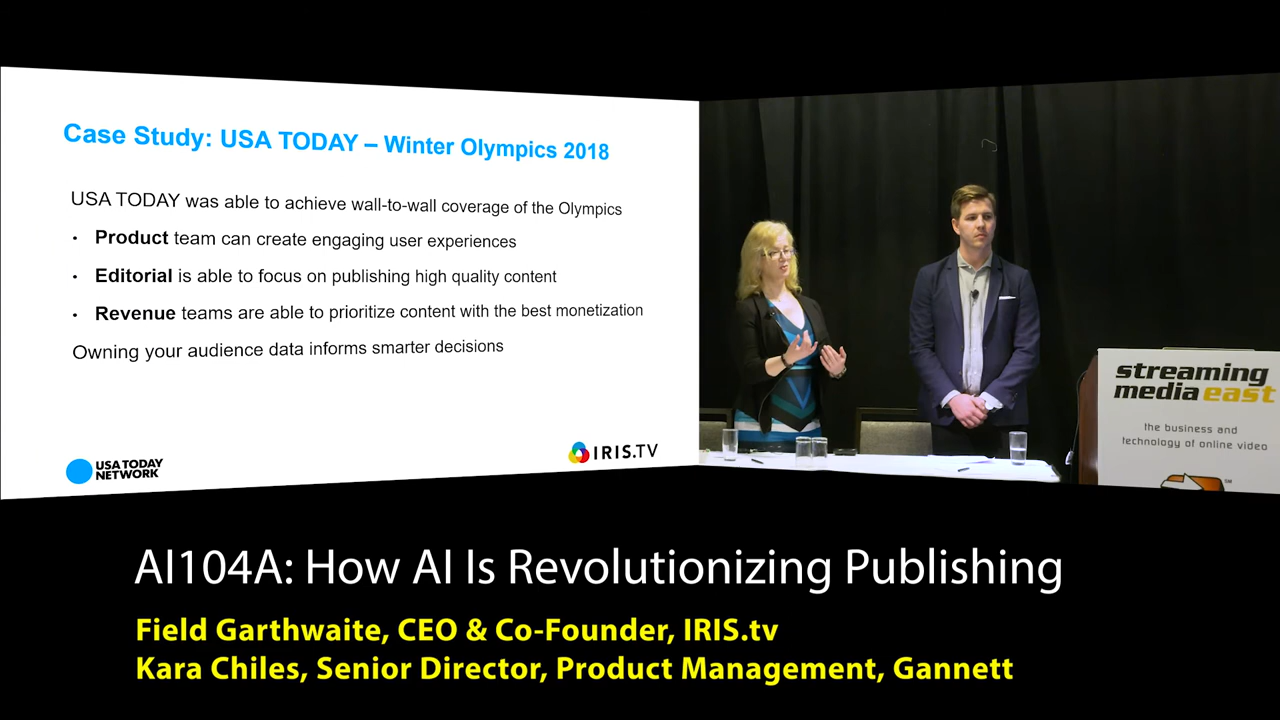 Case Study: USA TODAY – Winter Olympics 2018
USA TODAY was able to achieve wall-to-wall coverage of the Olympics
• Product team can create engaging user experiences
• Editorial is able to focus on publishing high quality content
• Revenue teams are able to prioritize content with the best monetization
Owning your audience data informs smarter decisions
USA TODAY
NETWORK
IRIS.TV
streaming
media east
the business and
technology of online video
SM
AI104A: How AI Is Revolutionizing Publishing
Field Garthwaite, CEO & Co-Founder, IRIS.tv
Kara Chiles, Senior Director, Product Management, Gannett